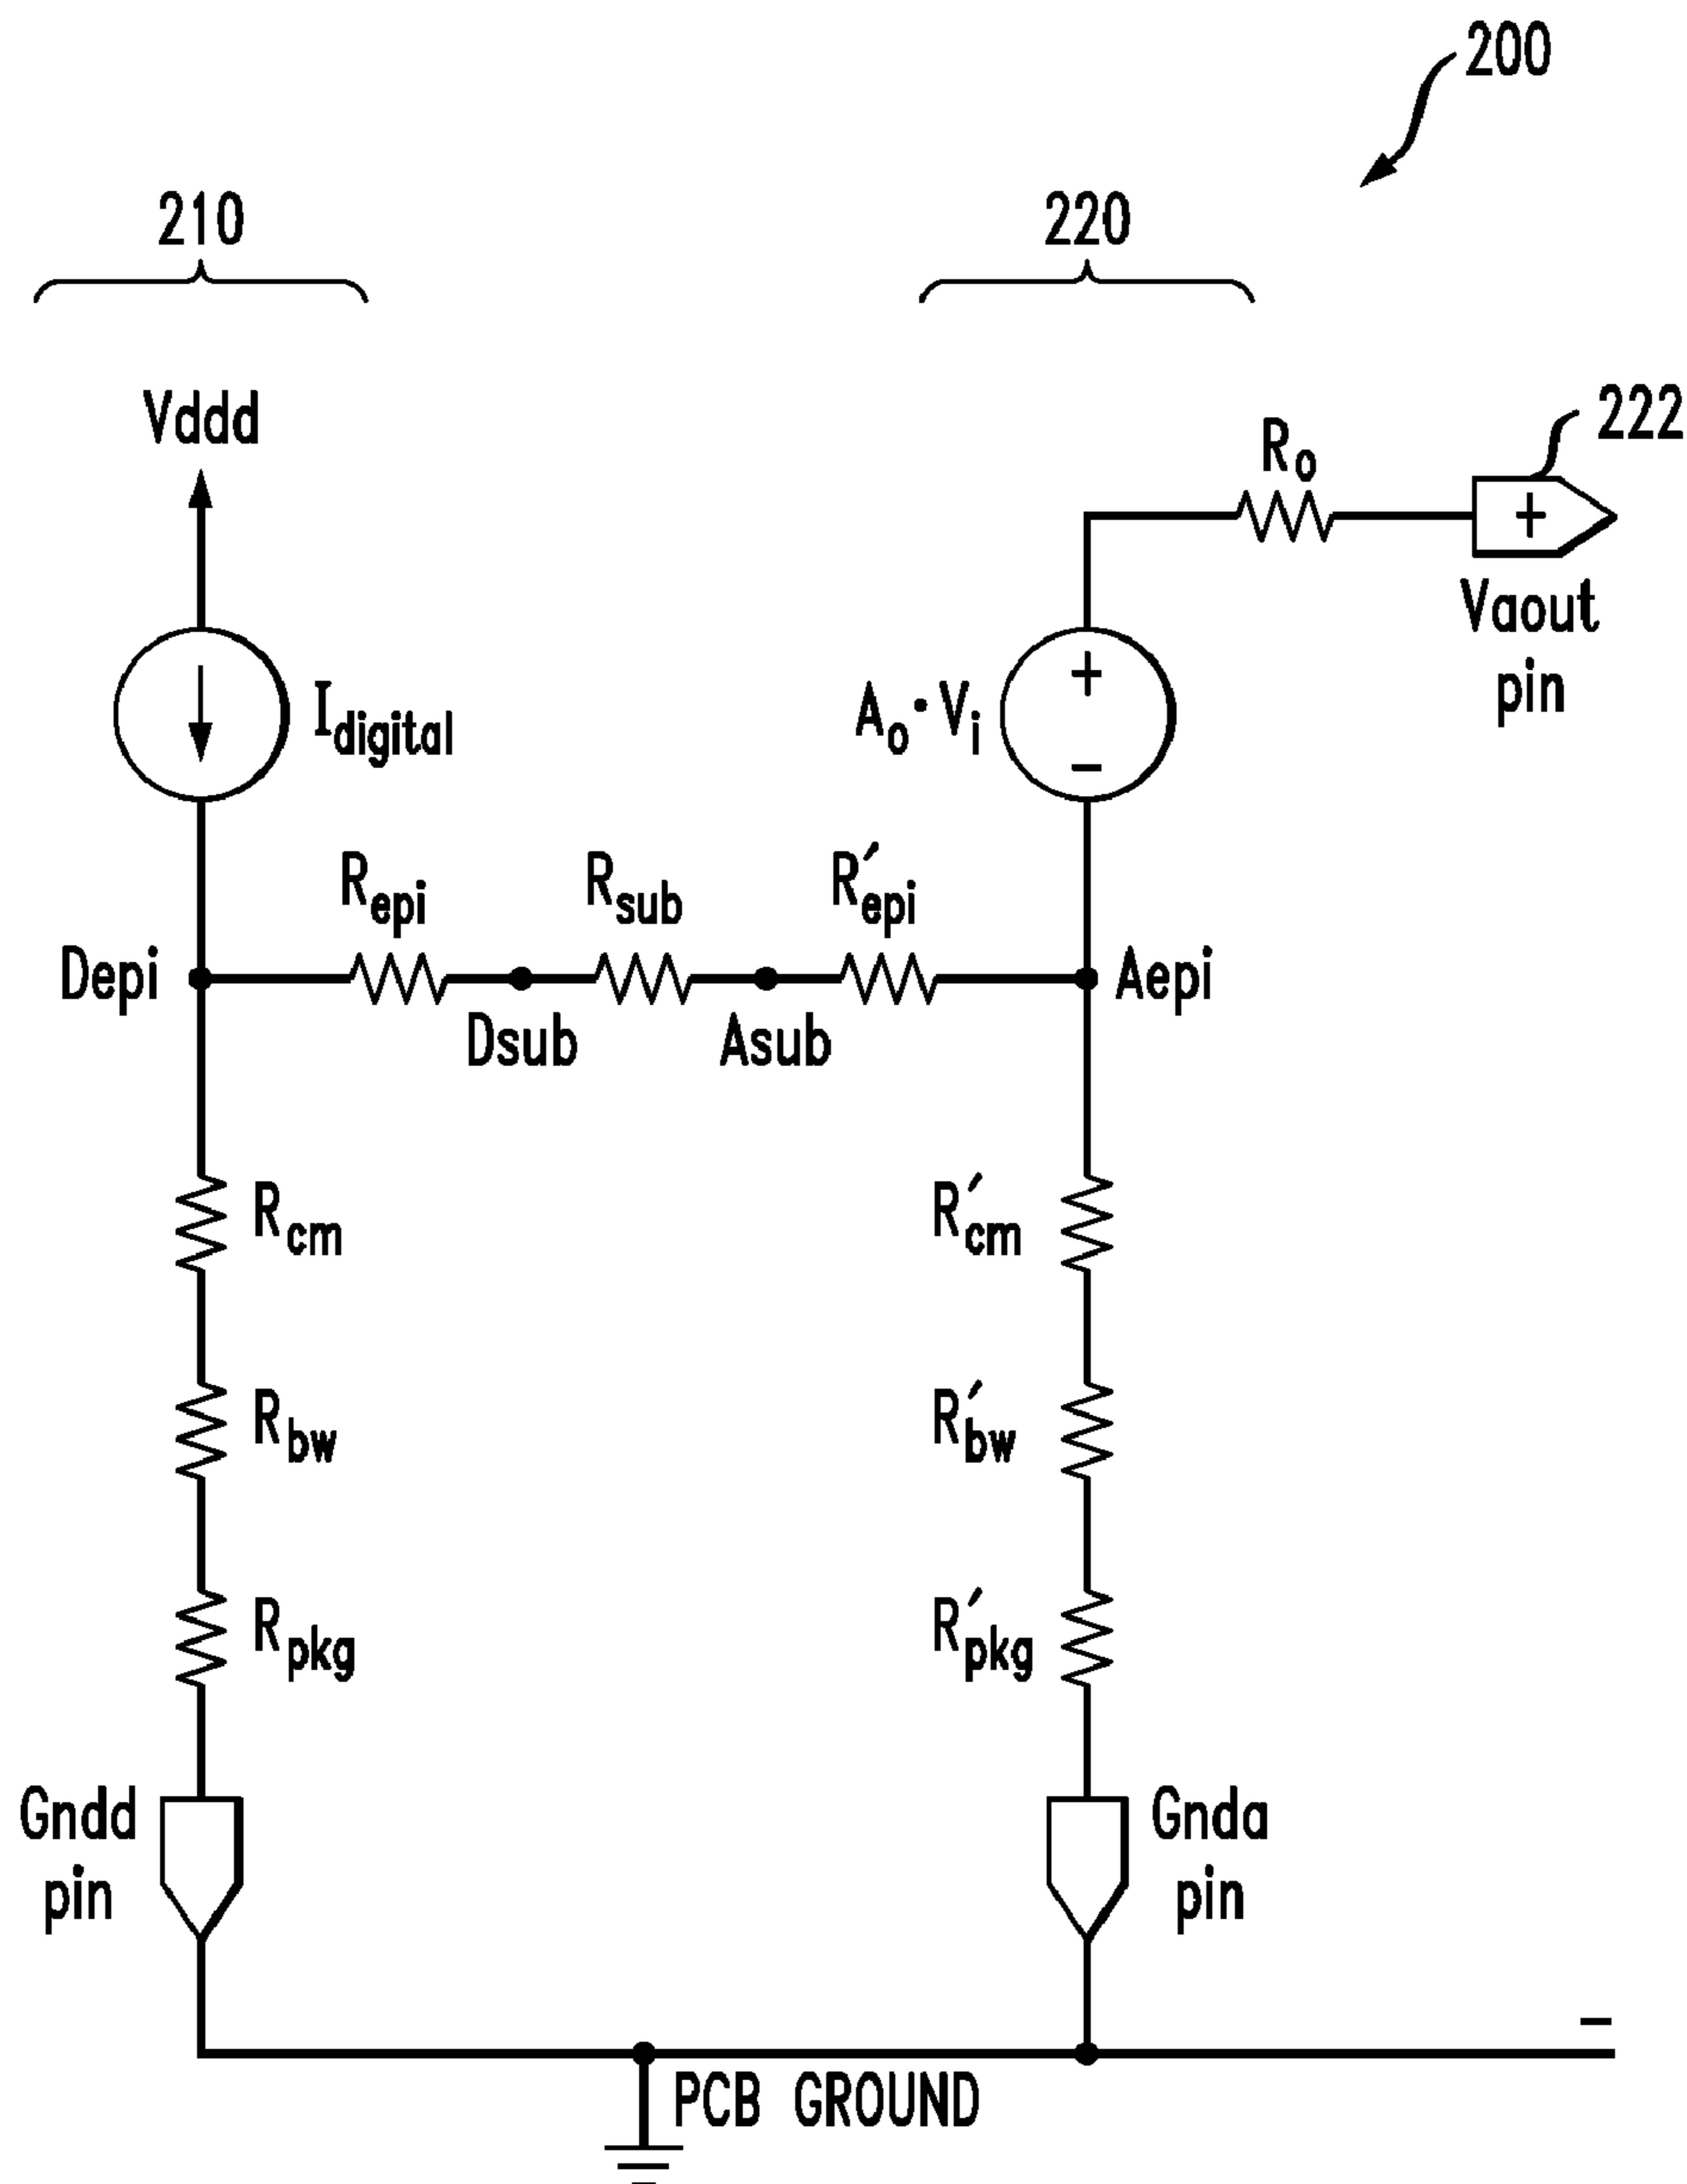 200
210
220
Vddd
222
Ro
+
Vaout
pin
Idigital
Ao·Vi
+
−
Repi
Rsub
R′epi
Depi
Aepi
Dsub
Asub
Rcm
R′cm
Rbw
R′bw
Rpkg
R′pkg
Gndd
pin
Gnda
pin
−
PCB GROUND